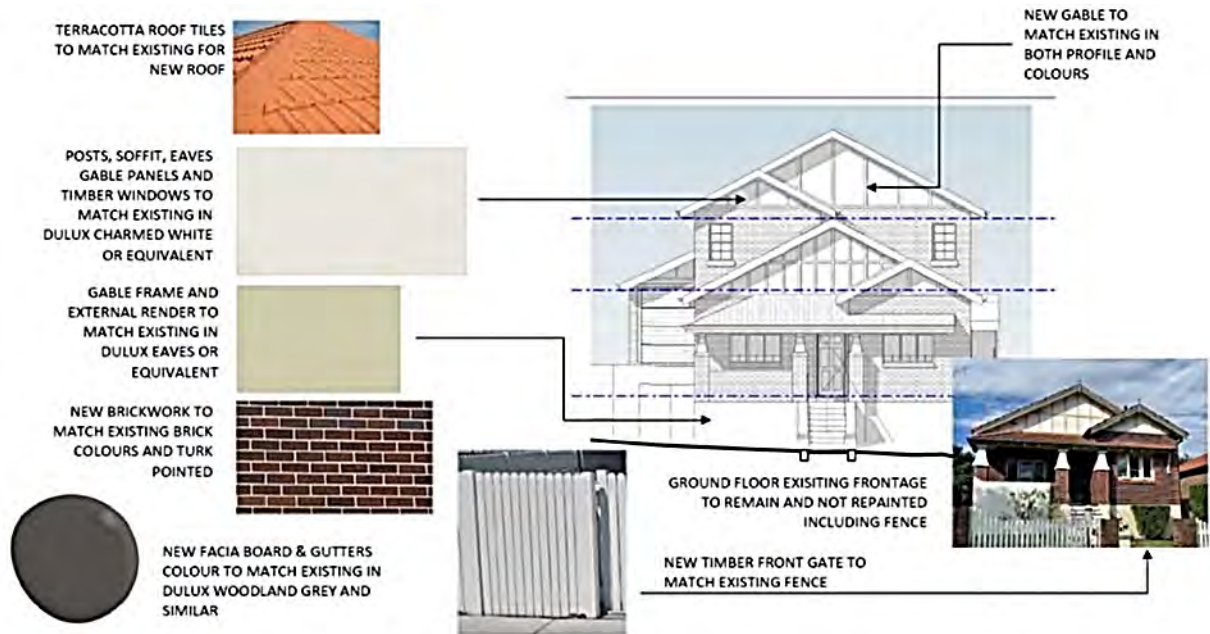 TERRACOTTA ROOF TILES
TO MATCH EXISTING FOR
NEW ROOF
NEW GABLE TO
MATCH EXISTING IN
BOTH PROFILE AND
COLOURS
POSTS, SOFFIT, EAVES
GABLE PANELS AND
TIMBER WINDOWS TO
MATCH EXISTING IN
DULUX CHARMED WHITE
OR EQUIVALENT
GABLE FRAME AND
EXTERNAL RENDER TO
MATCH EXISTING IN
DULUX EAVES OR
EQUIVALENT
NEW BRICKWORK TO
MATCH EXISTING BRICK
COLOURS AND TURK
POINTED
GROUND FLOOR EXISITING FRONTAGE
TO REMAIN AND NOT REPAINTED
INCLUDING FENCE
NEW FACIA BOARD & GUTTERS
COLOUR TO MATCH EXISTING IN
DULUX WOODLAND GREY AND
SIMILAR
NEW TIMBER FRONT GATE TO
MATCH EXISTING FENCE